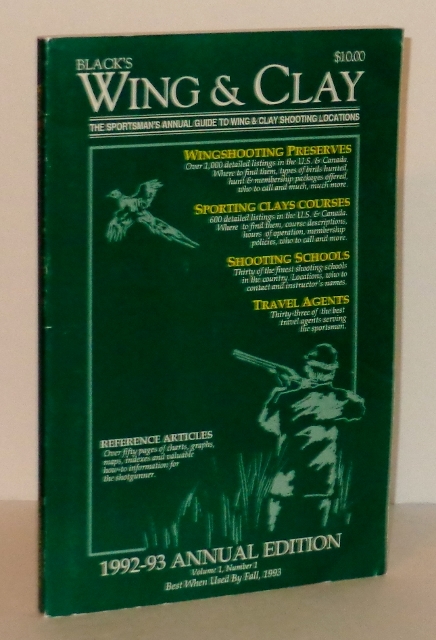 BLACK'S
$10.00
WING & CLAY
THE SPORTSMAN'S ANNUAL GUIDE TO WING & CLAY SHOOTING LOCATIONS
WINGSHOOTING PRESERVES
Over 1,000 detailed listings in the U.S. & Canada.
Where to find them, types of birds hunted,
hunt & membership packages offered,
who to call and much, much more.
SPORTING CLAYS COURSES
600 detailed listings in the U.S. & Canada.
Where to find them, course descriptions,
hours of operation, membership
policies, who to call and more.
SHOOTING SCHOOLS
Thirty of the finest shooting schools
in the country. Locations, who to
contact and instructor's names.
TRAVEL AGENTS
Thirty-three of the best
travel agents serving
the sportsman.
REFERENCE ARTICLES
Over fifty pages of charts, graphs,
maps, indexes and valuable
how-to information for
the shotgunner.
1992-93 ANNUAL EDITION
Volume 1, Number 1
Best When Used By Fall, 1993